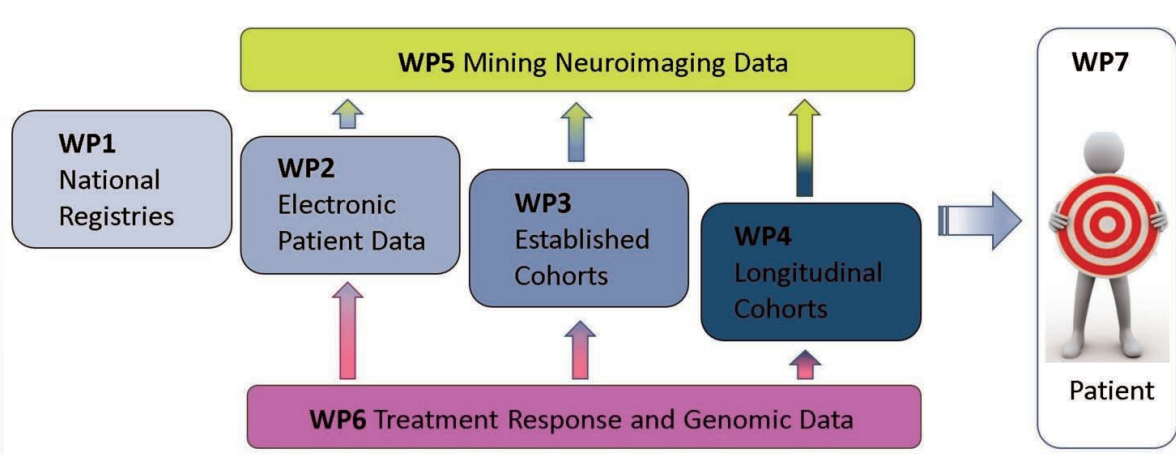 WP5 Mining Neuroimaging Data
WP7
WP1
National
Registries
WP2
Electronic
Patient Data
WP3
Established
Cohorts
WP4
Longitudinal
Cohorts
Patient
WP6 Treatment Response and Genomic Data